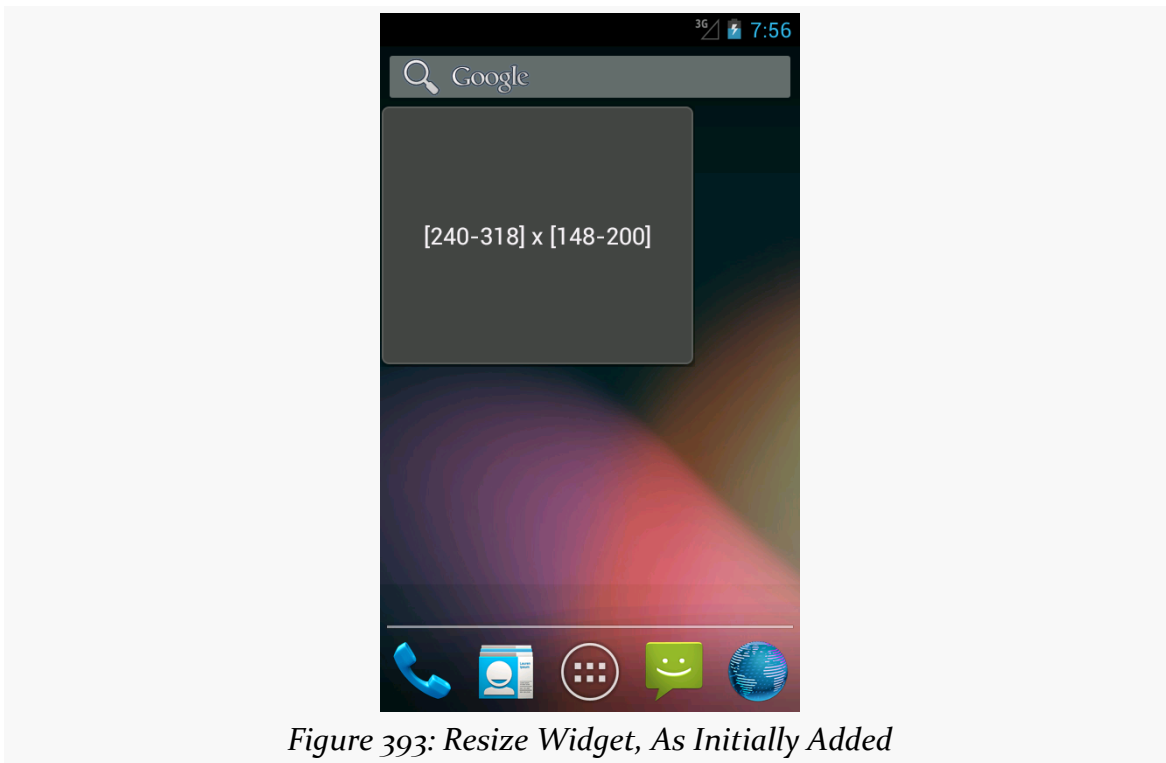 3G 7:56
Google
[240-318] x [148-200]
Figure 393: Resize Widget, As Initially Added